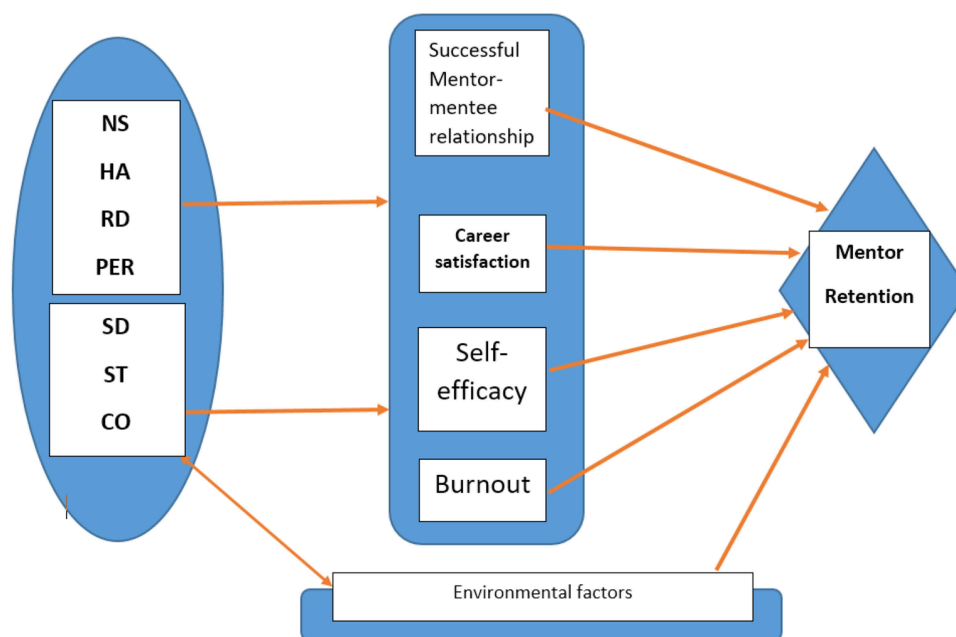 NS
HA
RD
PER
SD
ST
CO
Successful
Mentor-
mentee
relationship
Career
satisfaction
Self-
efficacy
Burnout
Mentor
Retention
Environmental factors